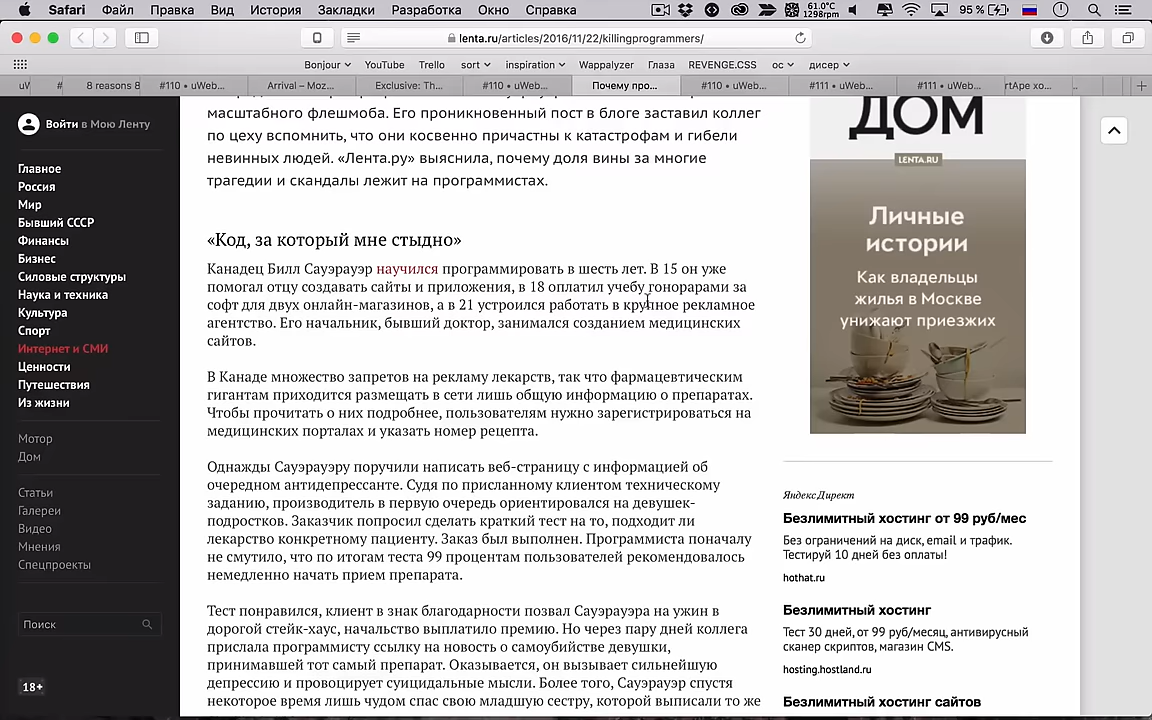 Safari Файл Правка Вид История Закладки Разработка Окно Справка
61.0°C
1298rpm
95 %
lenta.ru/articles/2016/11/22/killingprogrammers/
Bonjour YouTube Trello sort inspiration Wappalyzer Глаза REVENGE.CSS ос дисер
uV # 8 reasons 8 #110 • uWeb... Arrival – Moz... Exclusive: Th... #110 • uWeb... Почему про... #110 • uWeb... #111 • uWeb... #111 • uWeb... rtApe хо...
Войти в Мою Ленту
Главное
Россия
Мир
Бывший СССР
Финансы
Бизнес
Силовые структуры
Наука и техника
Культура
Спорт
Интернет и СМИ
Ценности
Путешествия
Из жизни
Мотор
Дом
Статьи
Галереи
Видео
Мнения
Спецпроекты
Поиск
18+
масштабного флешмоба. Его проникновенный пост в блоге заставил коллег
по цеху вспомнить, что они косвенно причастны к катастрофам и гибели
невинных людей. «Лента.ру» выяснила, почему доля вины за многие
трагедии и скандалы лежит на программистах.
«Код, за который мне стыдно»
Канадец Билл Сауэрауэр научился программировать в шесть лет. В 15 он уже
помогал отцу создавать сайты и приложения, в 18 оплатил учебу гонорарами за
софт для двух онлайн-магазинов, а в 21 устроился работать в крупное рекламное
агентство. Его начальник, бывший доктор, занимался созданием медицинских
сайтов.
В Канаде множество запретов на рекламу лекарств, так что фармацевтическим
гигантам приходится размещать в сети лишь общую информацию о препаратах.
Чтобы прочитать о них подробнее, пользователям нужно зарегистрироваться на
медицинских порталах и указать номер рецепта.
Однажды Сауэрауэру поручили написать веб-страницу с информацией об
очередном антидепрессанте. Судя по присланному клиентом техническому
заданию, производитель в первую очередь ориентировался на девушек-
подростков. Заказчик попросил сделать краткий тест на то, подходит ли
лекарство конкретному пациенту. Заказ был выполнен. Программиста поначалу
не смутило, что по итогам теста 99 процентам пользователей рекомендовалось
немедленно начать прием препарата.
Тест понравился, клиент в знак благодарности позвал Сауэрауэра на ужин в
дорогой стейк-хаус, начальство выплатило премию. Но через пару дней коллега
прислала программисту ссылку на новость о самоубийстве девушки,
принимавшей тот самый препарат. Оказывается, он вызывает сильнейшую
депрессию и провоцирует суицидальные мысли. Более того, Сауэрауэр спустя
некоторое время лишь чудом спас свою младшую сестру, которой выписали то же
ДОМ
LENTA.RU
Личные
истории
Как владельцы
жилья в Москве
унижают приезжих
Яндекс.Директ
Безлимитный хостинг от 99 руб/мес
Без ограничений на диск, email и трафик.
Тестируй 10 дней без оплаты!
hothat.ru
Безлимитный хостинг
Тест 30 дней, от 99 руб/месяц, антивирусный
сканер скриптов, магазин CMS.
hosting.hostland.ru
Безлимитный хостинг сайтов